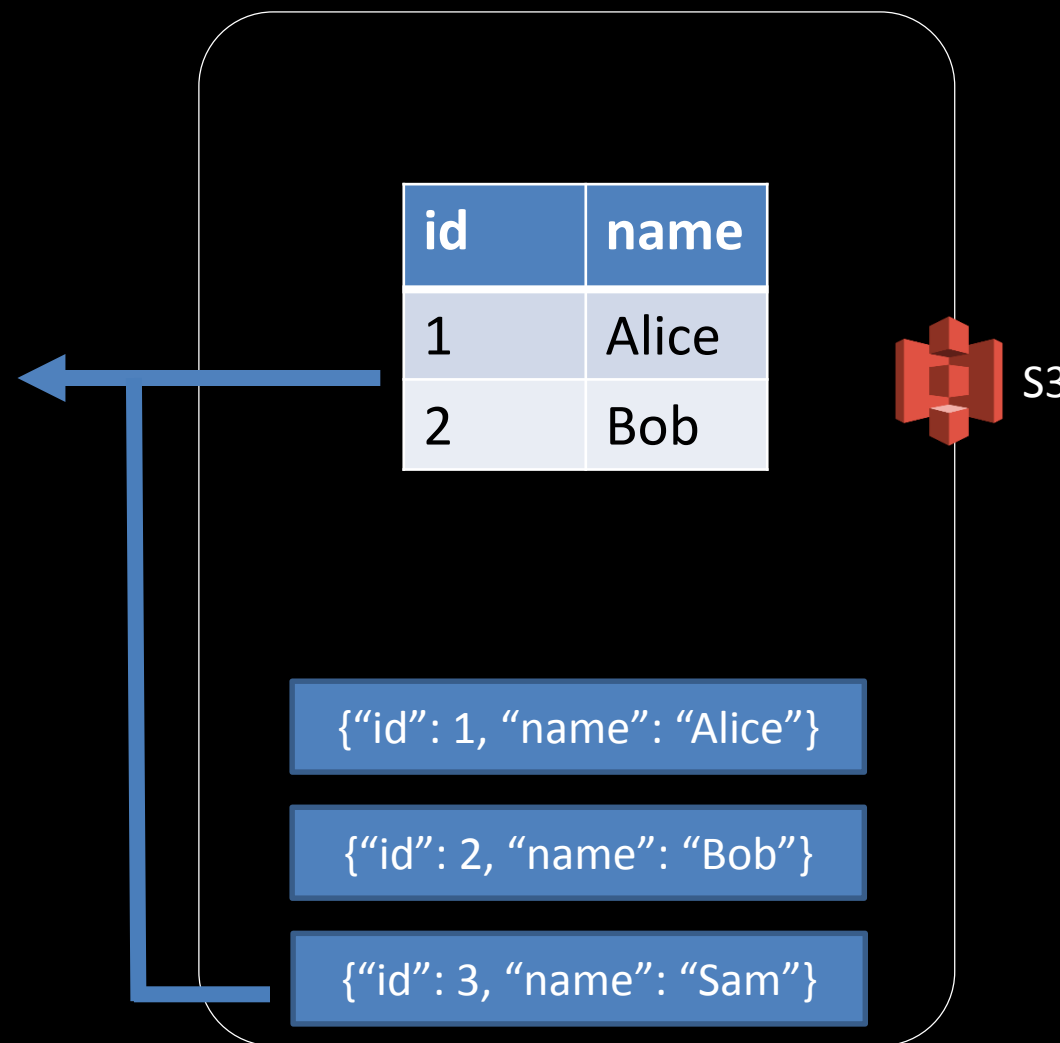 id name
1 Alice
2 Bob
S3
{“id”: 1, “name”: “Alice”}
{“id”: 2, “name”: “Bob”}
{“id”: 3, “name”: “Sam”}